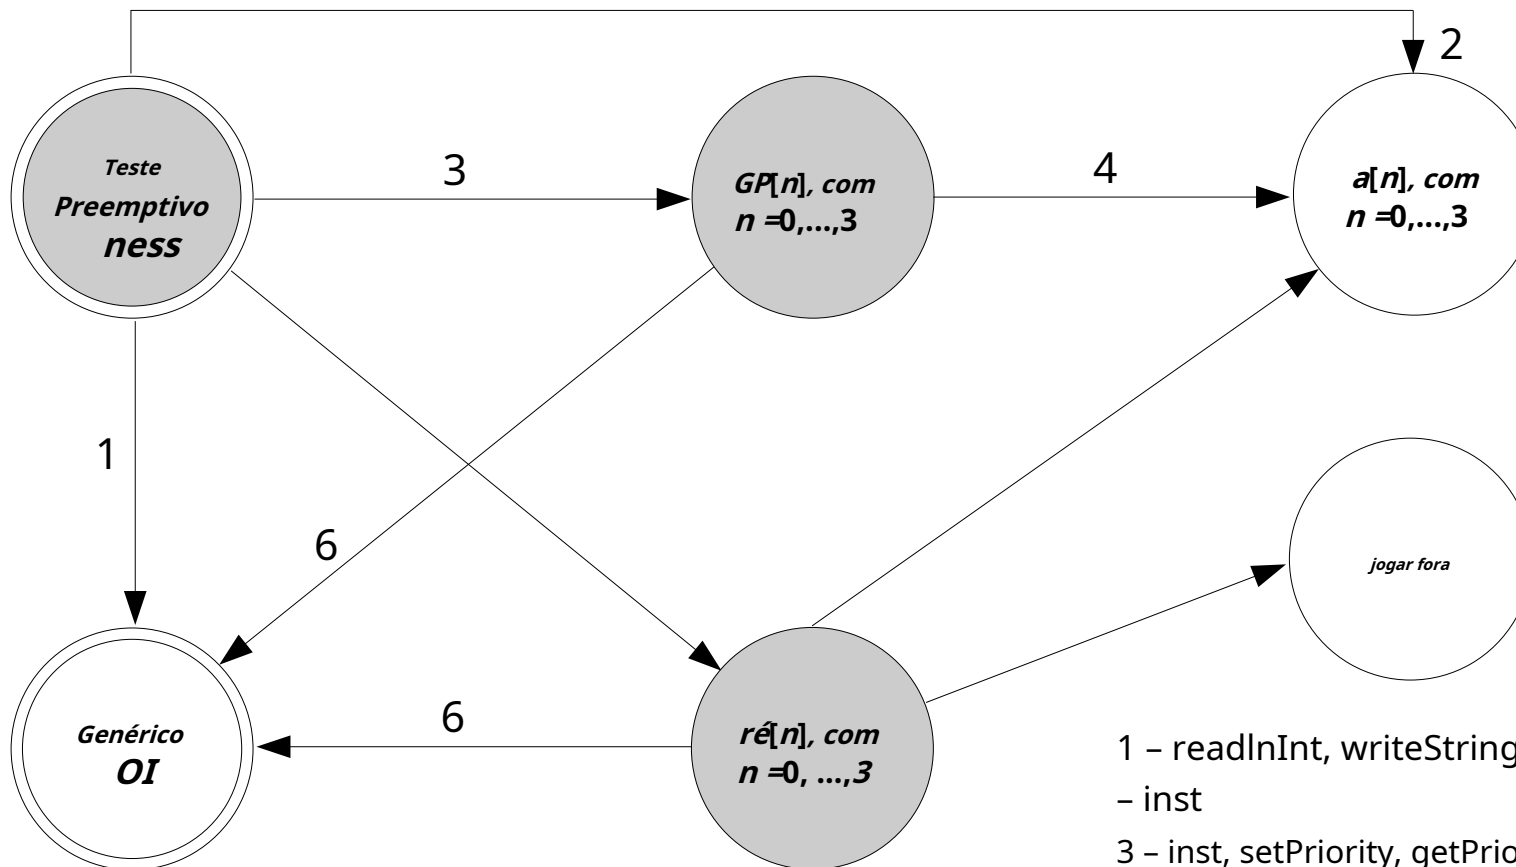 2
Teste
Preemptivo
ness
3
GP[n], com
n =0,...,3
4
a[n], com
n =0,...,3
1
6
jogar fora
6
Genérico
OI
ré[n], com
n =0, ...,3
1 – readlnInt, writeString
– inst
3 – inst, setPriority, getPrio